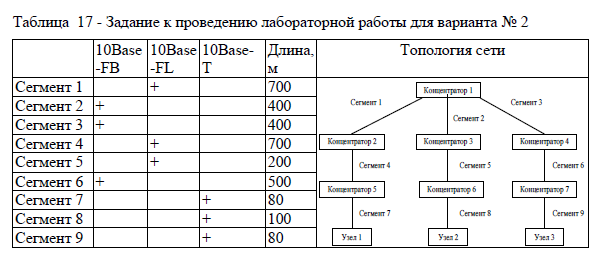 Таблица 17 - Задание к проведению лабораторной работы для варианта № 2
10Base-FB 10Base-FL 10Base-T Длина, м Топология сети
Сегмент 1 + 700
Сегмент 2 + 400
Сегмент 3 + 400
Сегмент 4 + 700
Сегмент 5 + 200
Сегмент 6 + 500
Сегмент 7 + 80
Сегмент 8 + 100
Сегмент 9 + 80
Концентратор 1
Сегмент 1 Сегмент 2 Сегмент 3
Концентратор 2 Концентратор 3 Концентратор 4
Сегмент 4 Сегмент 5 Сегмент 6
Концентратор 5 Концентратор 6 Концентратор 7
Сегмент 7 Сегмент 8 Сегмент 9
Узел 1 Узел 2 Узел 3